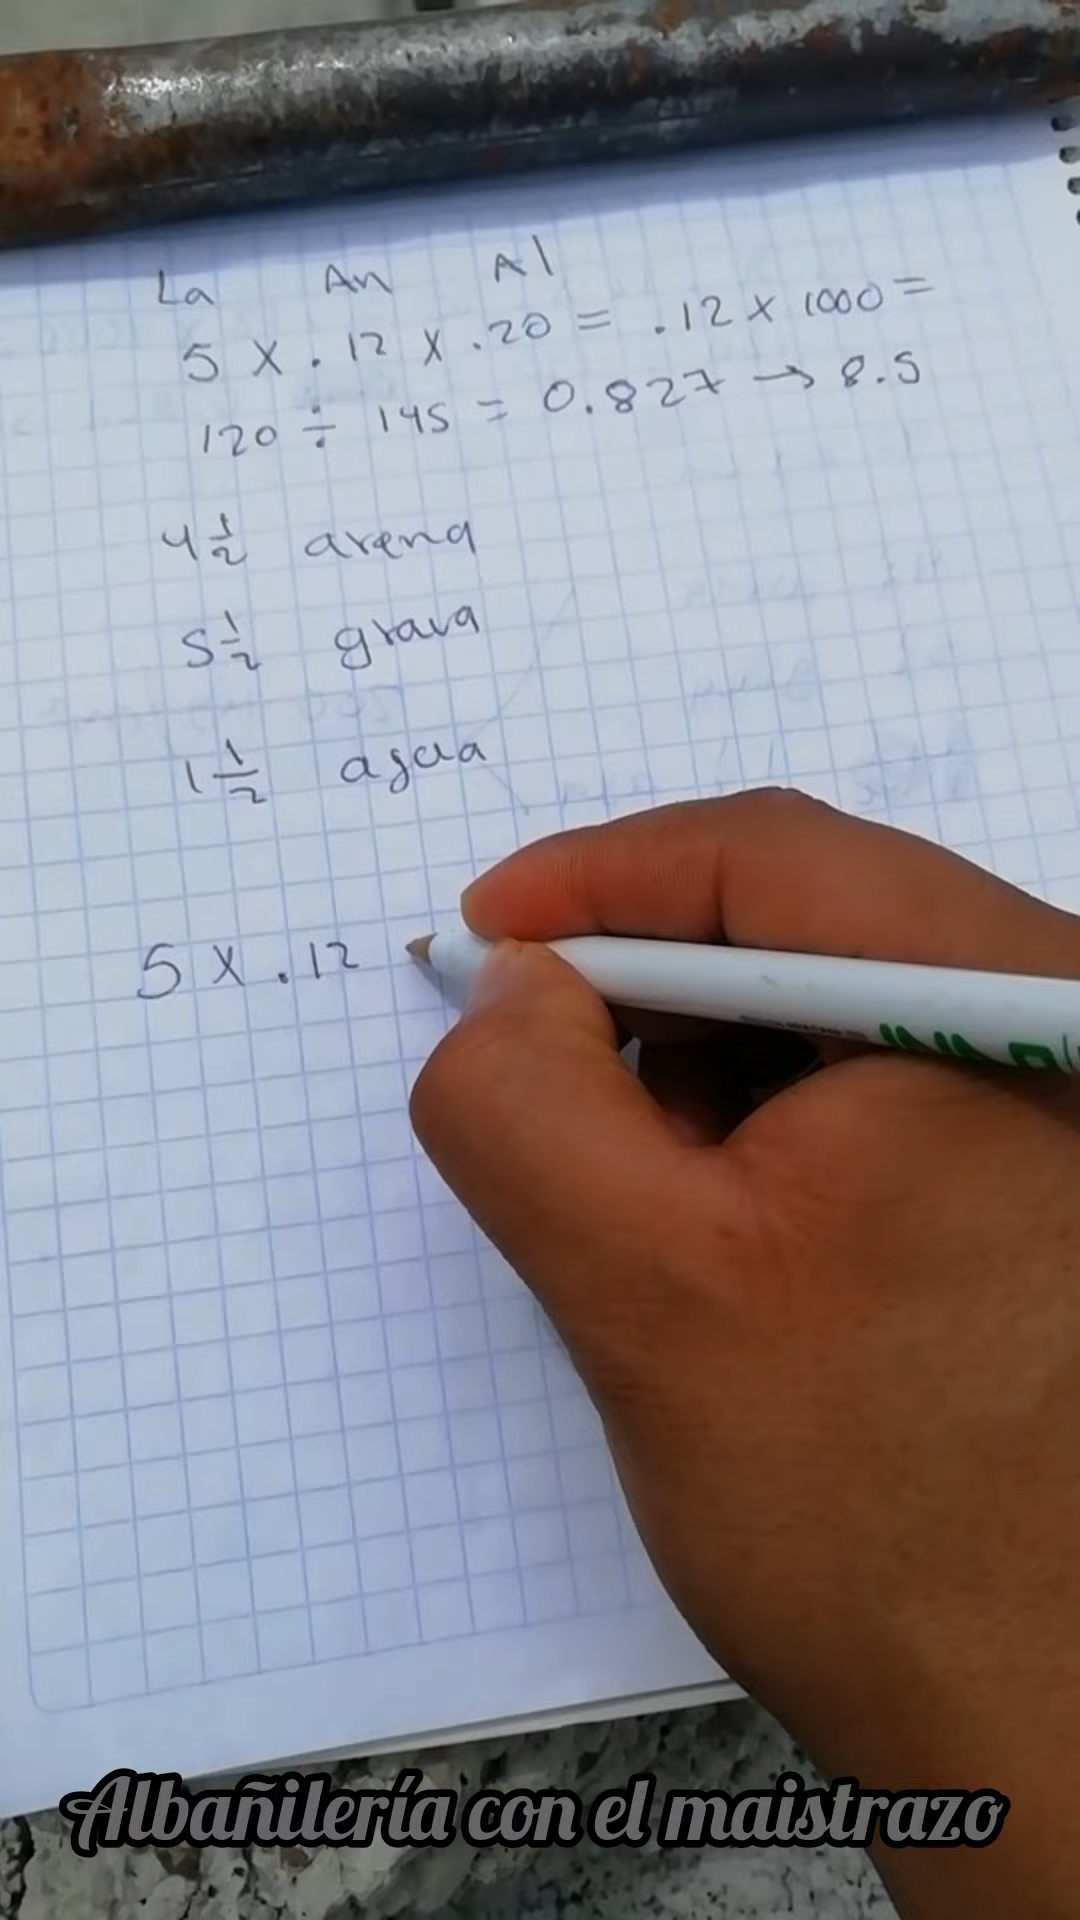 La An Al
5 x .12 x .20 = .12 x 1000 =
120 ÷ 145 = 0.827 → 8.5
4 1/2 arena
5 1/2 grava
1 1/2 agua
5 x .12
Albañilería con el maistrazo